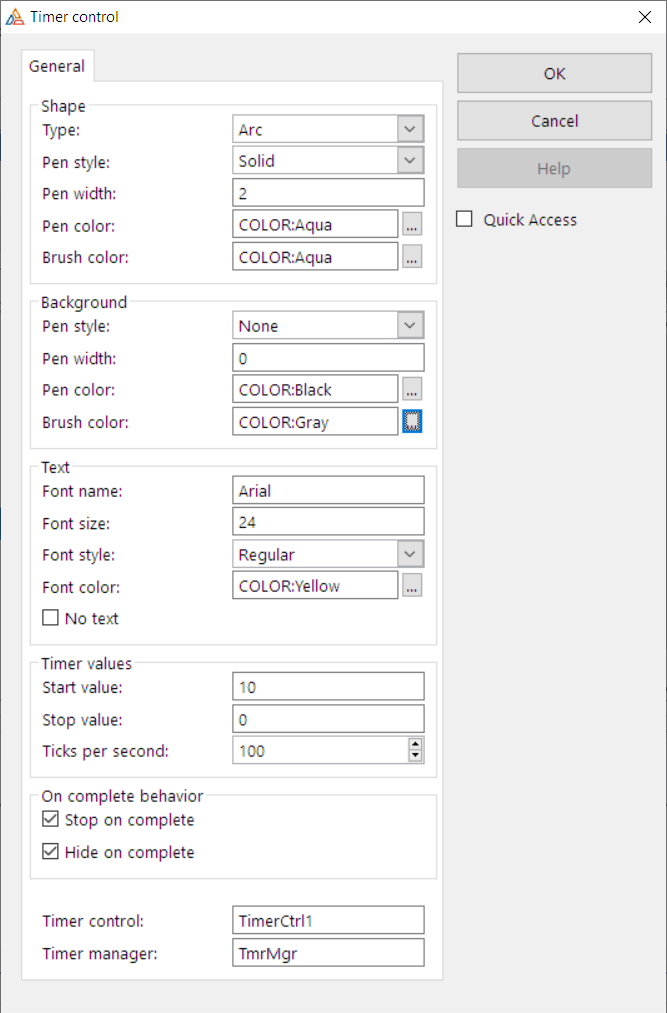 Timer control
General
OK
Cancel
Help
Quick Access
Shape
Type: Arc
Pen style: Solid
Pen width: 2
Pen color: COLOR:Aqua ...
Brush color: COLOR:Aqua ...
Background
Pen style: None
Pen width: 0
Pen color: COLOR:Black ...
Brush color: COLOR:Gray
Text
Font name: Arial
Font size: 24
Font style: Regular
Font color: COLOR:Yellow ...
No text
Timer values
Start value: 10
Stop value: 0
Ticks per second: 100
On complete behavior
Stop on complete
Hide on complete
Timer control: TimerCtrl1
Timer manager: TmrMgr